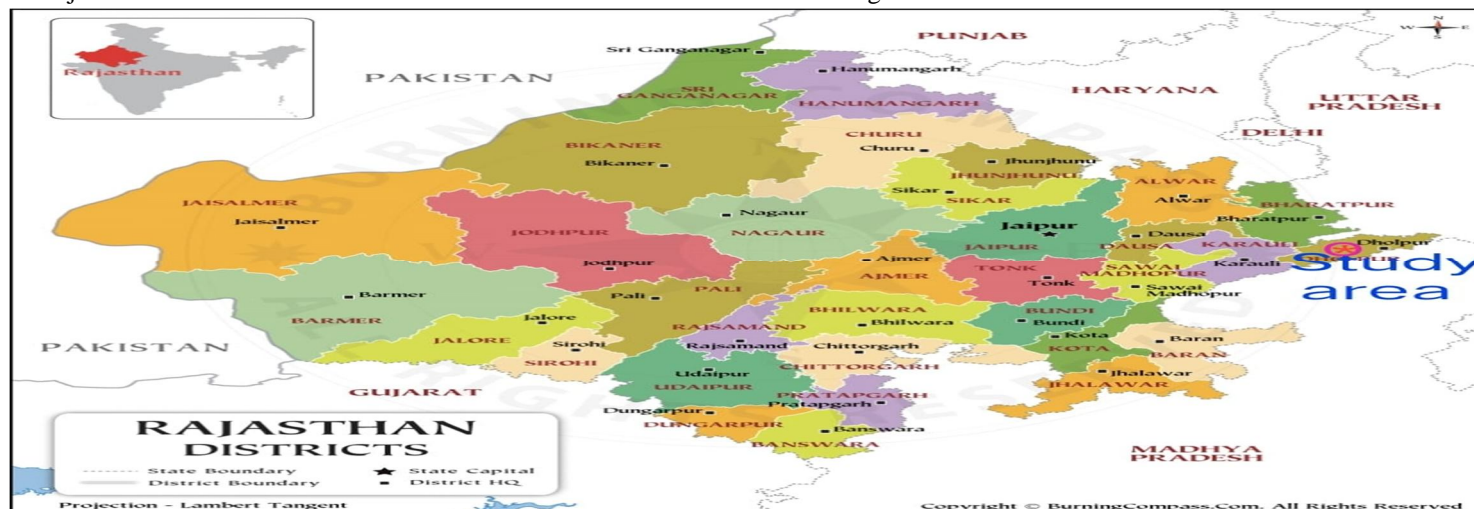 PUNJAB
Sri Ganganagar
PAKISTAN
Hanumangarh
Rajasthan
SRI
GANGANAGAR
HANUMANGARH
HARYANA
UTTAR
PRADESH
DELHI
CHURU
Churu
BIKANER
Bikaner
Jhunjhunu
JHUNJHUNU
Sikar
SIKAR
ALWAR
Alwar
BHARATPUR
Bharatpur
JAISALMER
Jaisalmer
JODHPUR
Jodhpur
Nagaur
NAGAUR
Jaipur
JAIPUR
Dausa
DAUSA
KARAULI
Karauli
Dholpur
Study
area
Ajmer
AJMER
TONK
Tonk
SAWAI
MADHOPUR
Sawai
Madhopur
Barmer
BARMER
Pali
PALI
BHILWARA
Bhilwara
BUNDI
Bundi
Jalore
JALORE
RAJSAMAND
Rajsamand
Kota
KOTA
Baran
BARAN
Sirohi
SIROHI
Chittorgarh
CHITTORGARH
PAKISTAN
GUJARAT
Udaipur
UDAIPUR
Jhalawar
JHALAWAR
PRATAPGARH
Pratapgarh
Dungarpur
DUNGARPUR
Banswara
BANSWARA
MADHYA
PRADESH
RAJASTHAN
DISTRICTS
State Boundary
State Capital
District Boundary
District HQ
Projection - Lambert Tangent
Copyright © BurningCompass.Com. All Rights Reserved